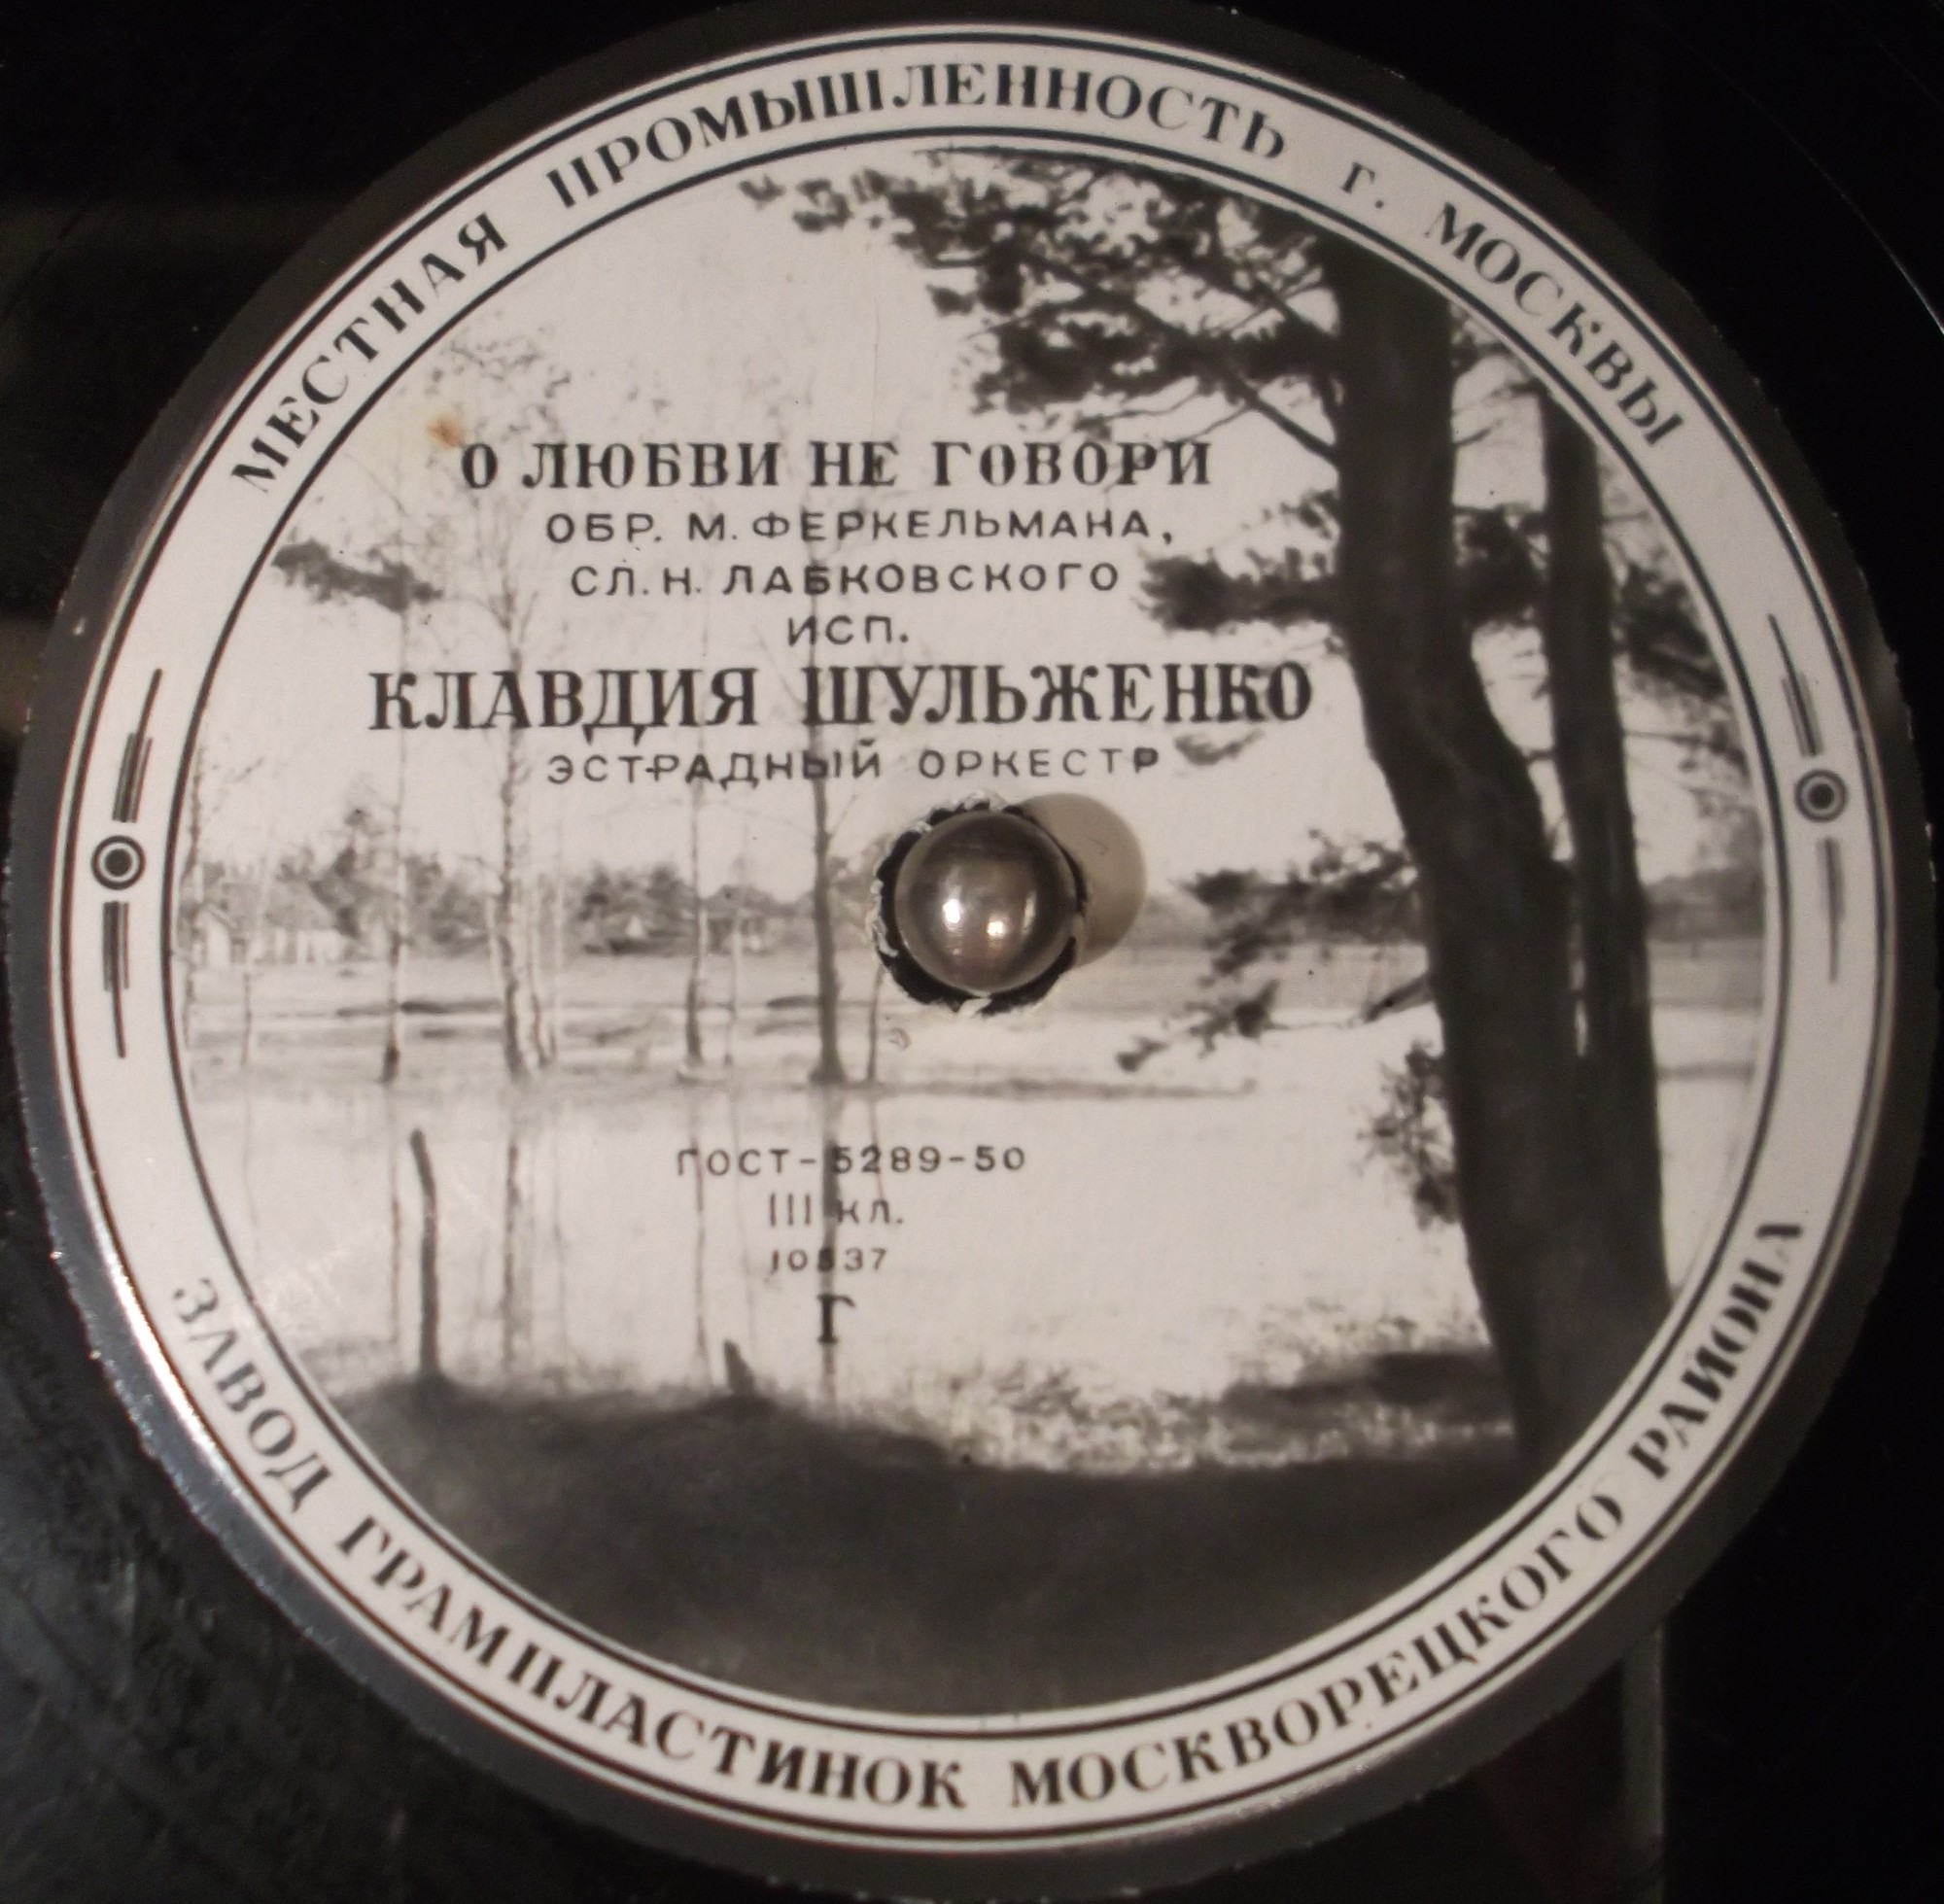 МЕСТНАЯ ПРОМЫШЛЕННОСТЬ г. МОСКВЫ
О ЛЮБВИ НЕ ГОВОРИ
ОБР. М. ФЕРКЕЛЬМАНА,
СЛ. Н. ЛАБКОВСКОГО
ИСП.
КЛАВДИЯ ШУЛЬЖЕНКО
ЭСТРАДНЫЙ ОРКЕСТР
ГОСТ-5289-50
III кл.
10537
Г
ЗАВОД ГРАМПЛАСТИНОК МОСКВОРЕЦКОГО РАЙОНА